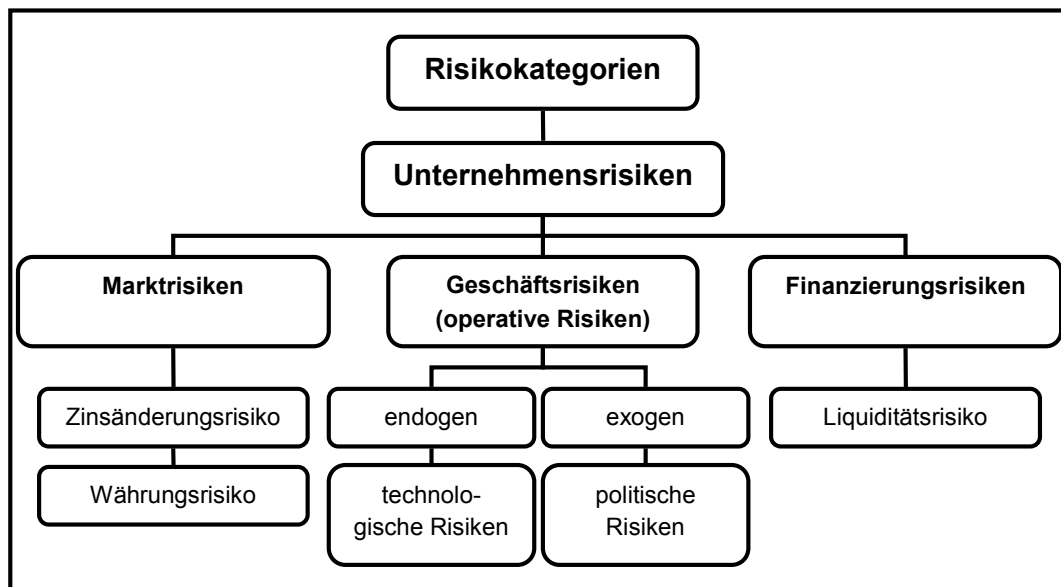 Risikokategorien
Unternehmensrisiken
Marktrisiken
Geschäftsrisiken
(operative Risiken)
Finanzierungsrisiken
Zinsänderungsrisiko
endogen
exogen
Liquiditätsrisiko
Währungsrisiko
technolo-
gische Risiken
politische
Risiken